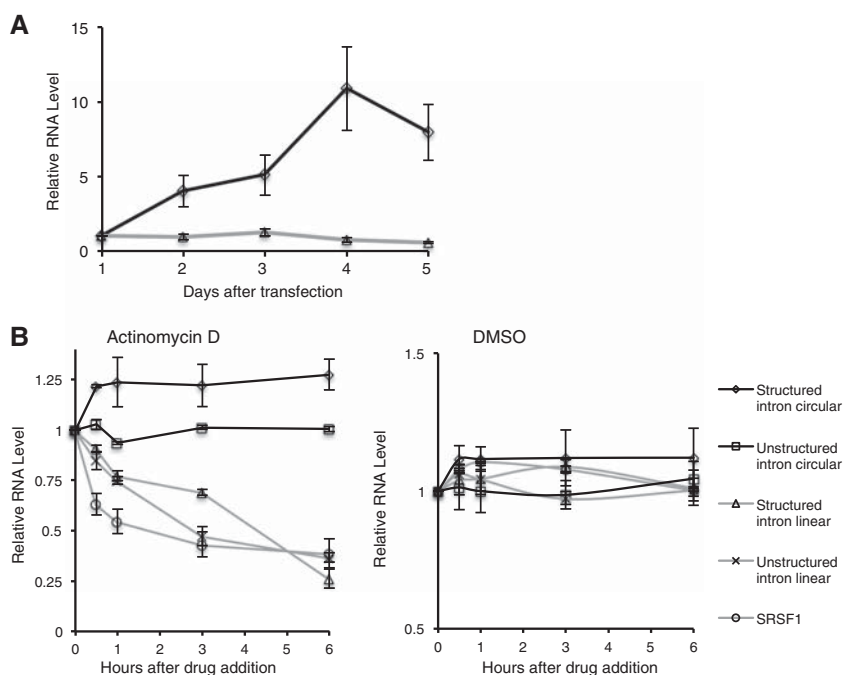 A
Relative RNA Level
15
10
5
0
1 2 3 4 5
Days after transfection
B
Actinomycin D
Relative RNA Level
1.25
1
0.75
0.5
0.25
0
0 1 2 3 4 5 6
Hours after drug addition
DMSO
Relative RNA Level
1.5
1
0.5
0 1 2 3 4 5 6
Hours after drug addition
Structured
intron circular
Unstructured
intron circular
Structured
intron linear
Unstructured
intron linear
SRSF1